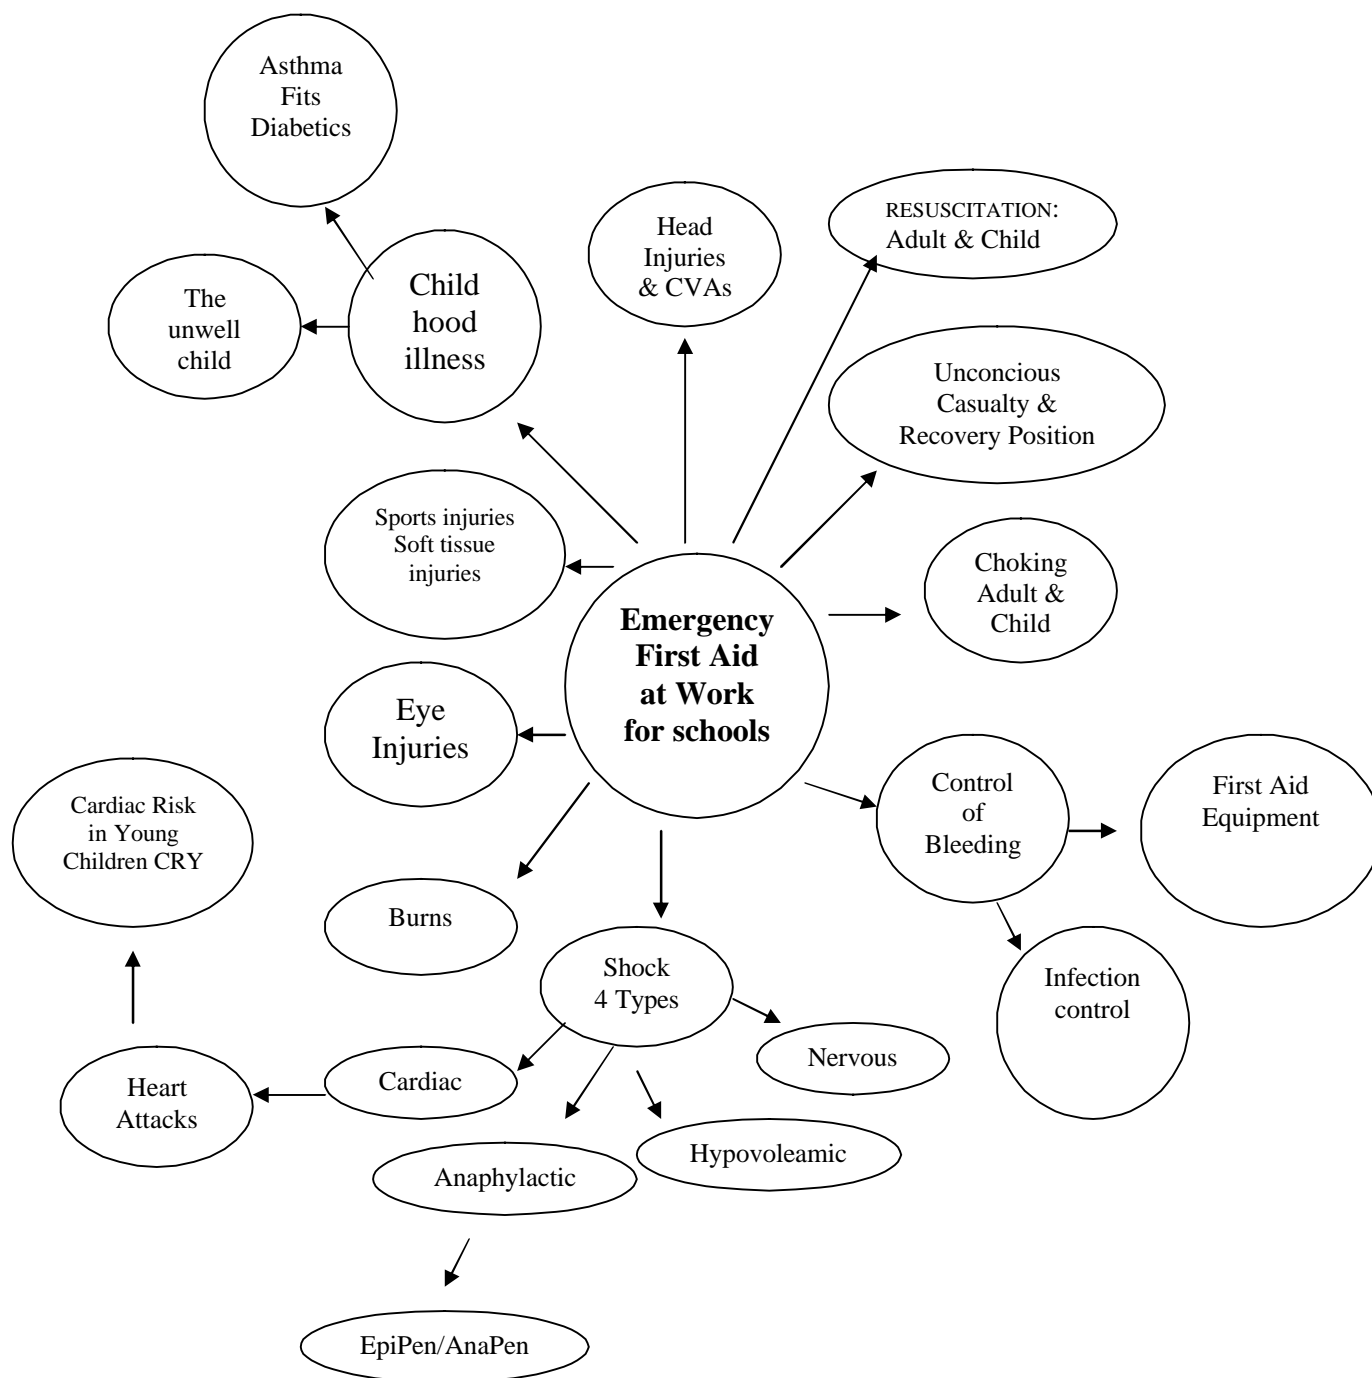 Asthma
Fits
Diabetics
Head
Injuries
& CVAs
RESUSCITATION:
Adult & Child
The
unwell
child
Child
hood
illness
Unconcious
Casualty &
Recovery Position
Sports injuries
Soft tissue
injuries
Choking
Adult &
Child
Emergency
First Aid
at Work
for schools
Eye
Injuries
Cardiac Risk
in Young
Children CRY
Control
of
Bleeding
First Aid
Equipment
Burns
Shock
4 Types
Infection
control
Nervous
Heart
Attacks
Cardiac
Hypovoleamic
Anaphylactic
EpiPen/AnaPen